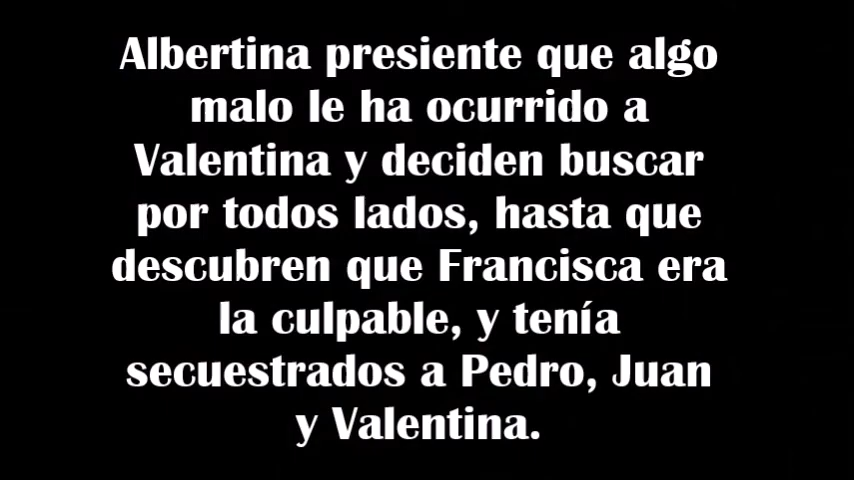 Albertina presiente que algo
malo le ha ocurrido a
Valentina y deciden buscar
por todos lados, hasta que
descubren que Francisca era
la culpable, y tenía
secuestrados a Pedro, Juan
y Valentina.